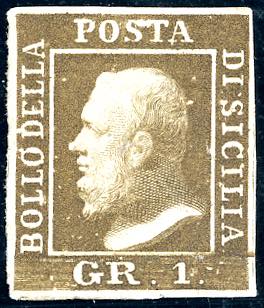 BOLLO DELLA
POSTA
DI SICILIA
GR. 1.